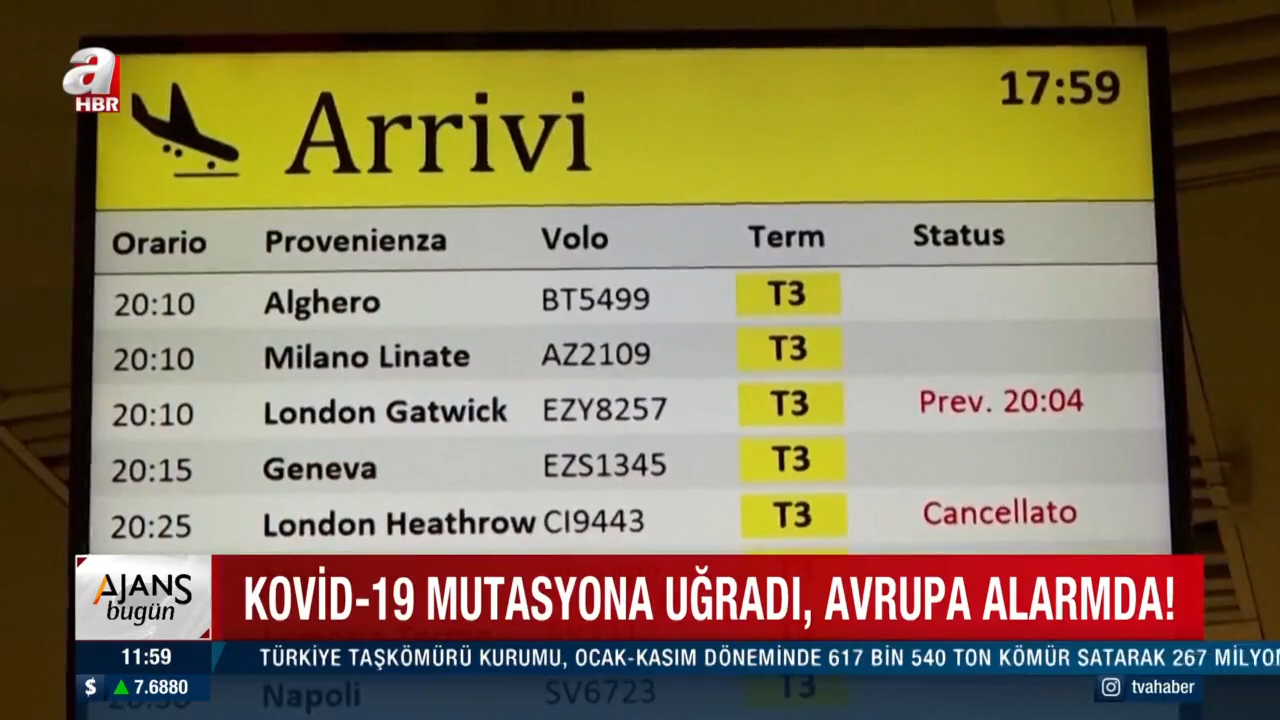 a
HBR
Arrivi
17:59
Orario Provenienza Volo Term Status
20:10 Alghero BT5499 T3
20:10 Milano Linate AZ2109 T3
20:10 London Gatwick EZY8257 T3 Prev. 20:04
20:15 Geneva EZS1345 T3
20:25 London Heathrow CI9443 T3 Cancellato
AJANS
bugün
KOVİD-19 MUTASYONA UĞRADI, AVRUPA ALARMDA!
11:59
TÜRKİYE TAŞKÖMÜRÜ KURUMU, OCAK-KASIM DÖNEMİNDE 617 BİN 540 TON KÖMÜR SATARAK 267 MİLYO
$ 7.6880
Napoli SV6723 T3
tvahaber